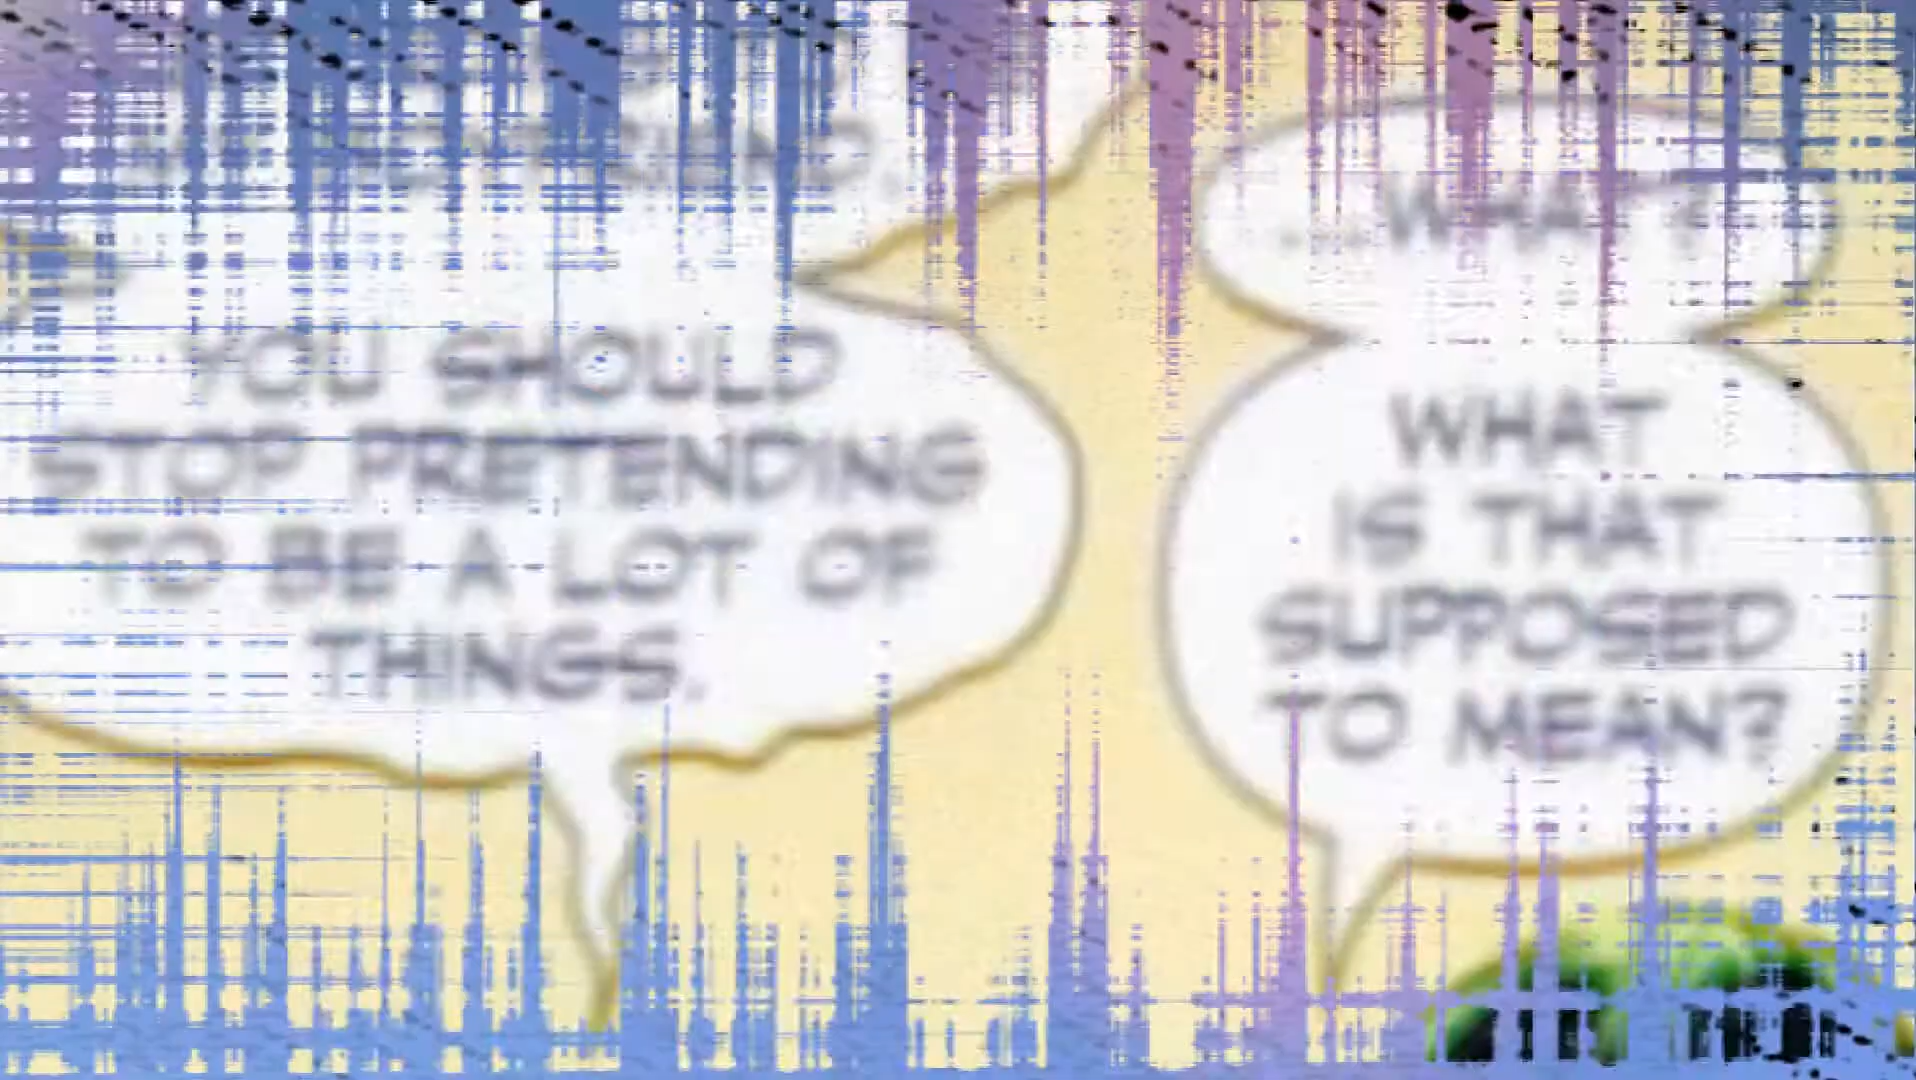 YOU SHOULD
STOP PRETENDING
TO BE A LOT OF
THINGS.
WHAT?
WHAT
IS THAT
SUPPOSED
TO MEAN?